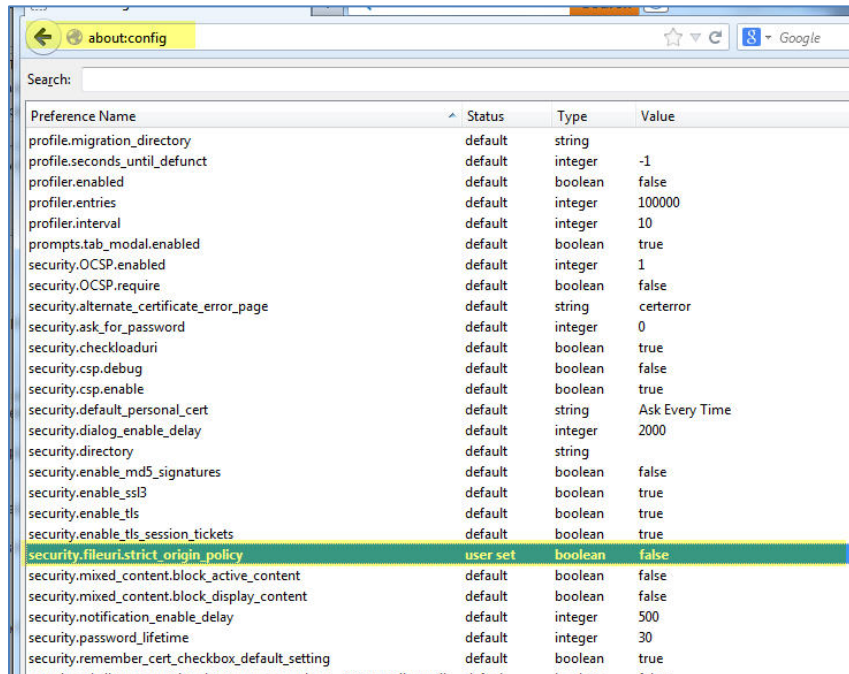 about:config
Google
Search:
Preference Name Status Type Value
profile.migration_directory default string
profile.seconds_until_defunct default integer -1
profiler.enabled default boolean false
profiler.entries default integer 100000
profiler.interval default integer 10
prompts.tab_modal.enabled default boolean true
security.OCSP.enabled default integer 1
security.OCSP.require default boolean false
security.alternate_certificate_error_page default string certerror
security.ask_for_password default integer 0
security.checkloaduri default boolean true
security.csp.debug default boolean false
security.csp.enable default boolean true
security.default_personal_cert default string Ask Every Time
security.dialog_enable_delay default integer 2000
security.directory default string
security.enable_md5_signatures default boolean false
security.enable_ssl3 default boolean true
security.enable_tls default boolean true
security.enable_tls_session_tickets default boolean true
security.fileuri.strict_origin_policy user set boolean false
security.mixed_content.block_active_content default boolean false
security.mixed_content.block_display_content default boolean false
security.notification_enable_delay default integer 500
security.password_lifetime default integer 30
security.remember_cert_checkbox_default_setting default boolean true